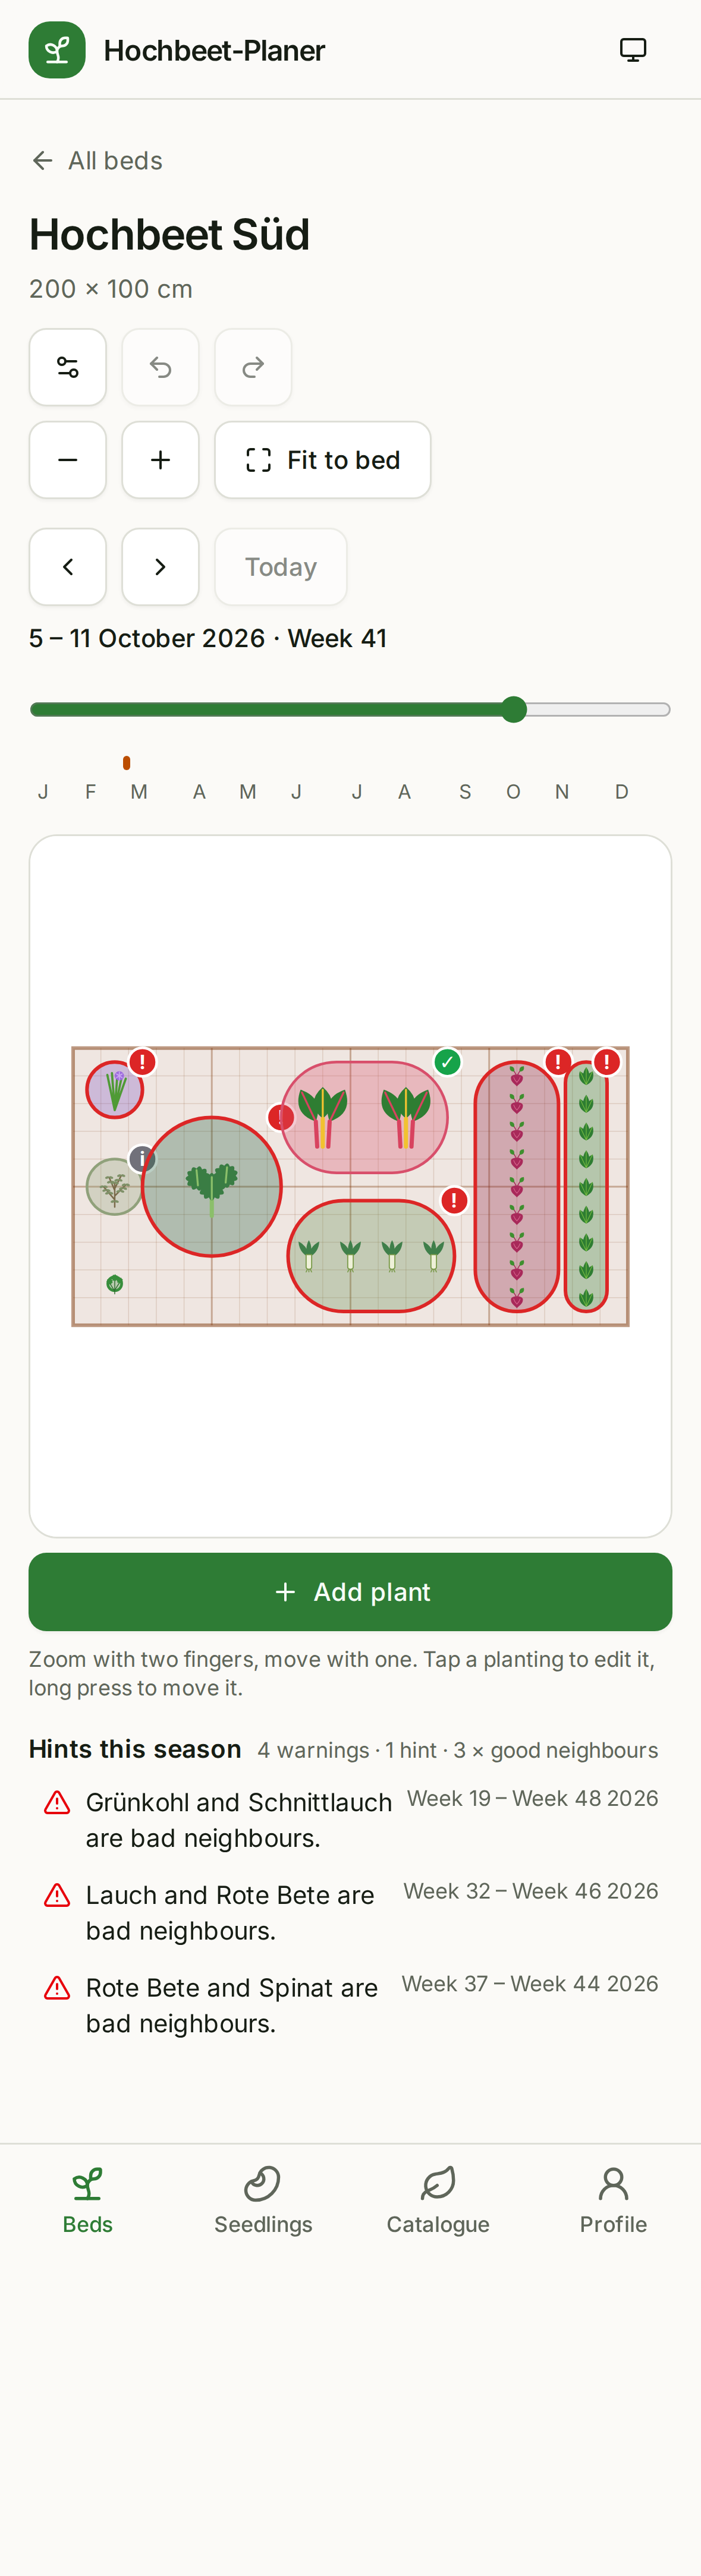 Hochbeet-Planer
All beds
Hochbeet Süd
200 × 100 cm
Fit to bed
Today
5 – 11 October 2026 · Week 41
J F M A M J J A S O N D
Add plant
Zoom with two fingers, move with one. Tap a planting to edit it,
long press to move it.
Hints this season 4 warnings · 1 hint · 3 × good neighbours
Grünkohl and Schnittlauch Week 19 – Week 48 2026
are bad neighbours.
Lauch and Rote Bete are Week 32 – Week 46 2026
bad neighbours.
Rote Bete and Spinat are Week 37 – Week 44 2026
bad neighbours.
Beds Seedlings Catalogue Profile